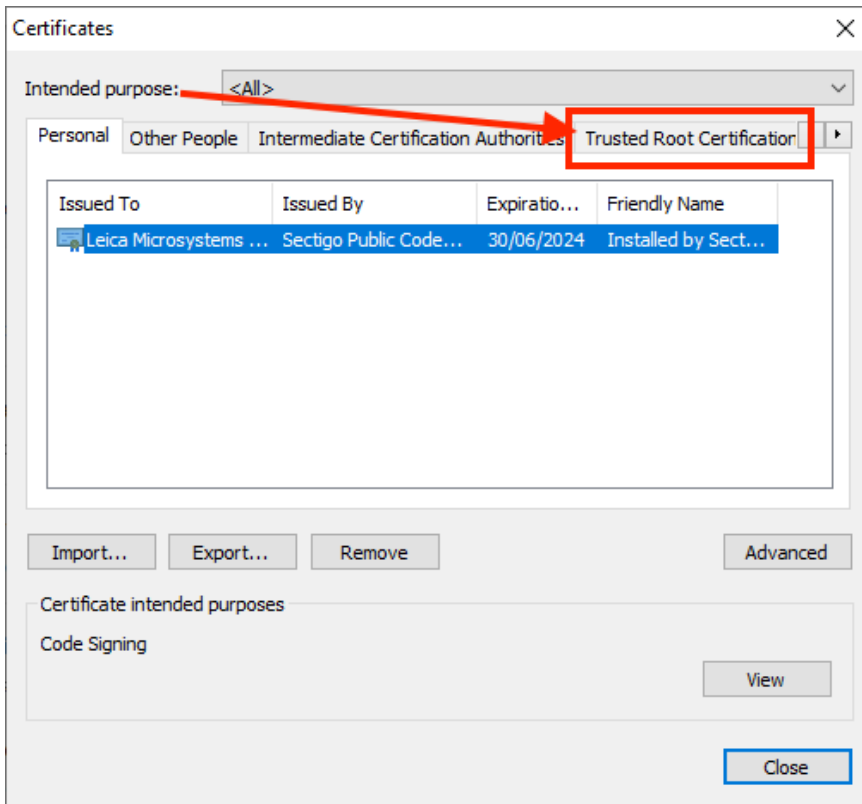 Certificates
Intended purpose: <All>
Personal Other People Intermediate Certification Authorities Trusted Root Certification
Issued To Issued By Expiratio... Friendly Name
Leica Microsystems ... Sectigo Public Code... 30/06/2024 Installed by Sect...
Import... Export... Remove Advanced
Certificate intended purposes
Code Signing
View
Close